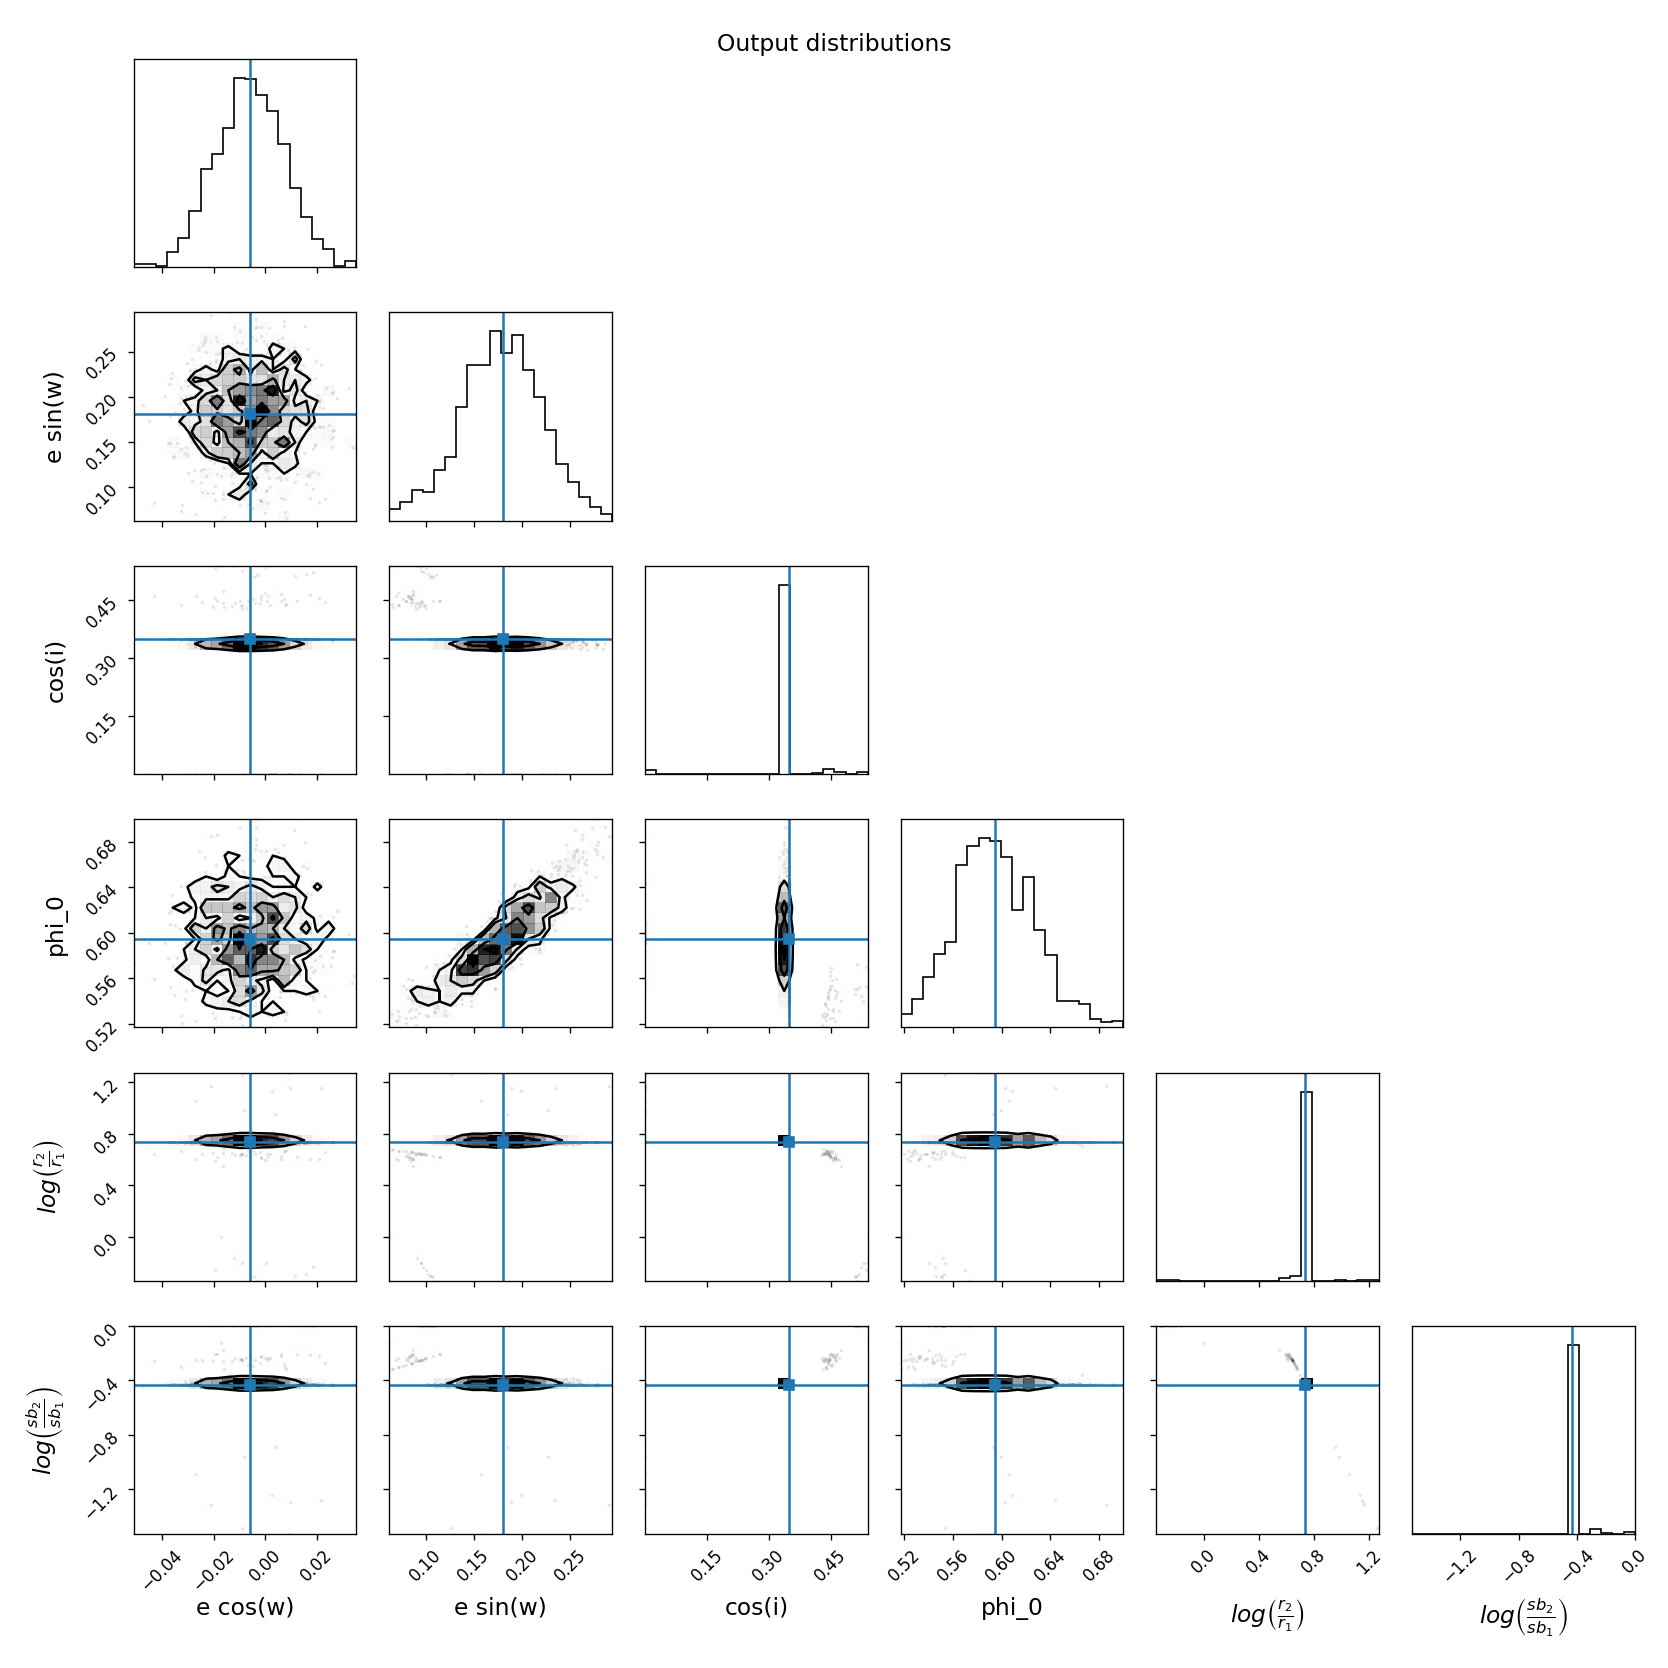 Output distributions
e sin(w)
0.25
0.20
0.15
0.10
cos(i)
0.45
0.30
0.15
phi_0
0.68
0.64
0.60
0.56
0.52
log(r₂/r₁)
1.2
0.8
0.4
0.0
log(sb₂/sb₁)
0.0
−0.4
−0.8
−1.2
−0.04 −0.02 0.00 0.02
0.10 0.15 0.20 0.25
0.15 0.30 0.45
0.52 0.56 0.60 0.64 0.68
0.0 0.4 0.8 1.2
−1.2 −0.8 −0.4 0.0
e cos(w)
e sin(w)
cos(i)
phi_0
log(r₂/r₁)
log(sb₂/sb₁)